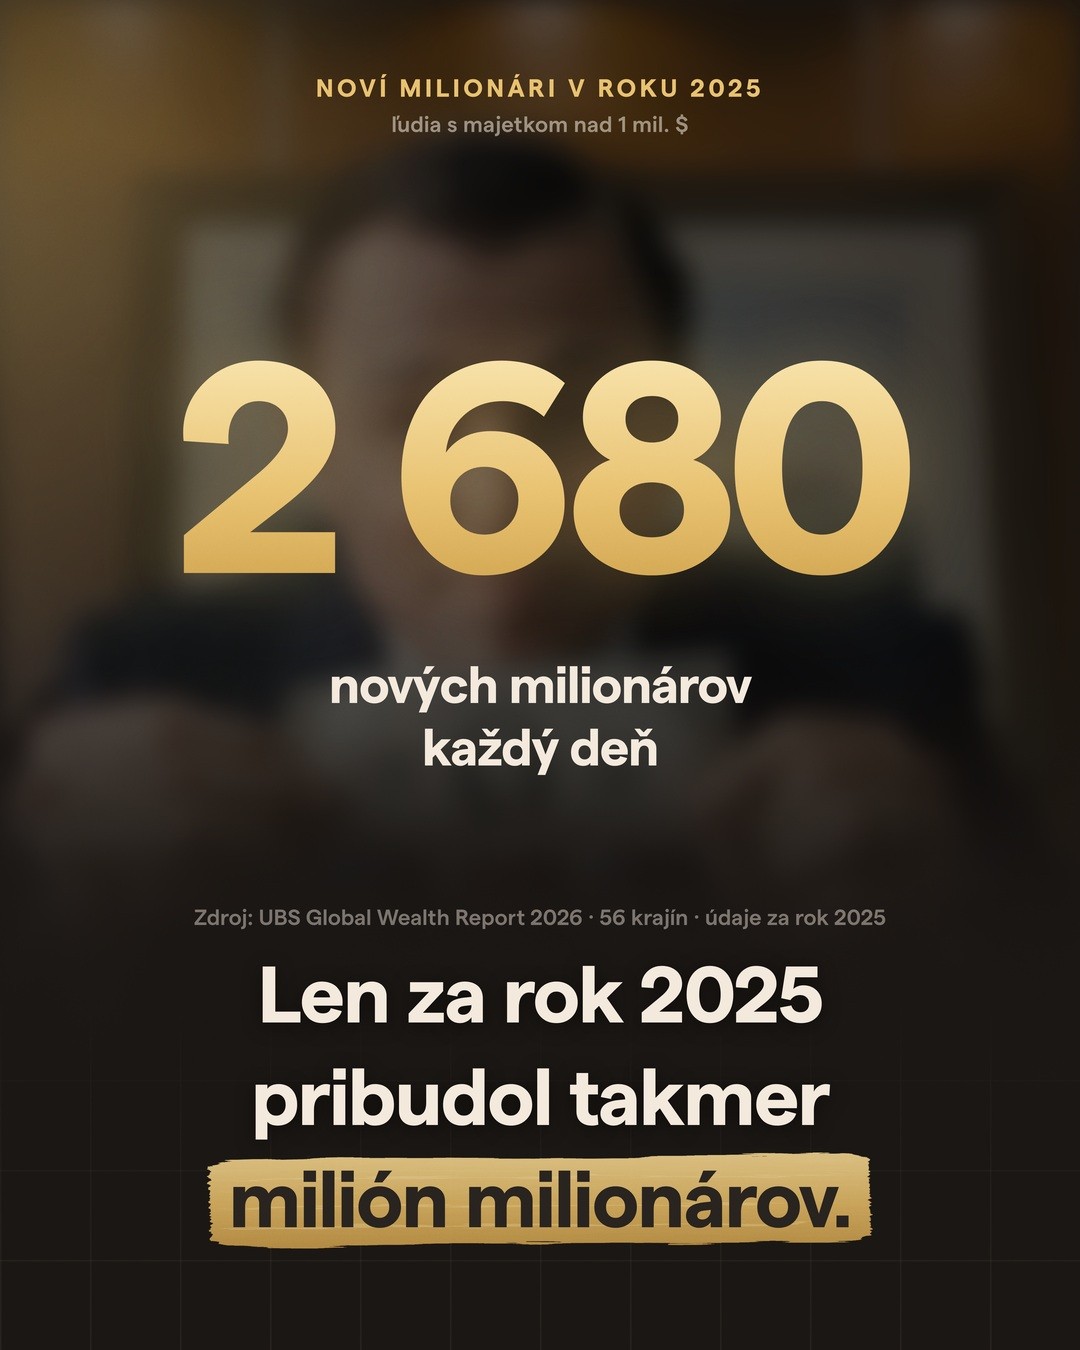 NOVÍ MILIONÁRI V ROKU 2025
ľudia s majetkom nad 1 mil. $
2 680
nových milionárov
každý deň
Zdroj: UBS Global Wealth Report 2026 · 56 krajín · údaje za rok 2025
Len za rok 2025
pribudol takmer
milión milionárov.